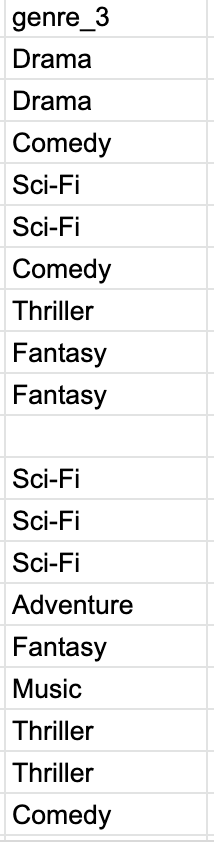 genre_3
Drama
Drama
Comedy
Sci-Fi
Sci-Fi
Comedy
Thriller
Fantasy
Fantasy
Sci-Fi
Sci-Fi
Sci-Fi
Adventure
Fantasy
Music
Thriller
Thriller
Comedy